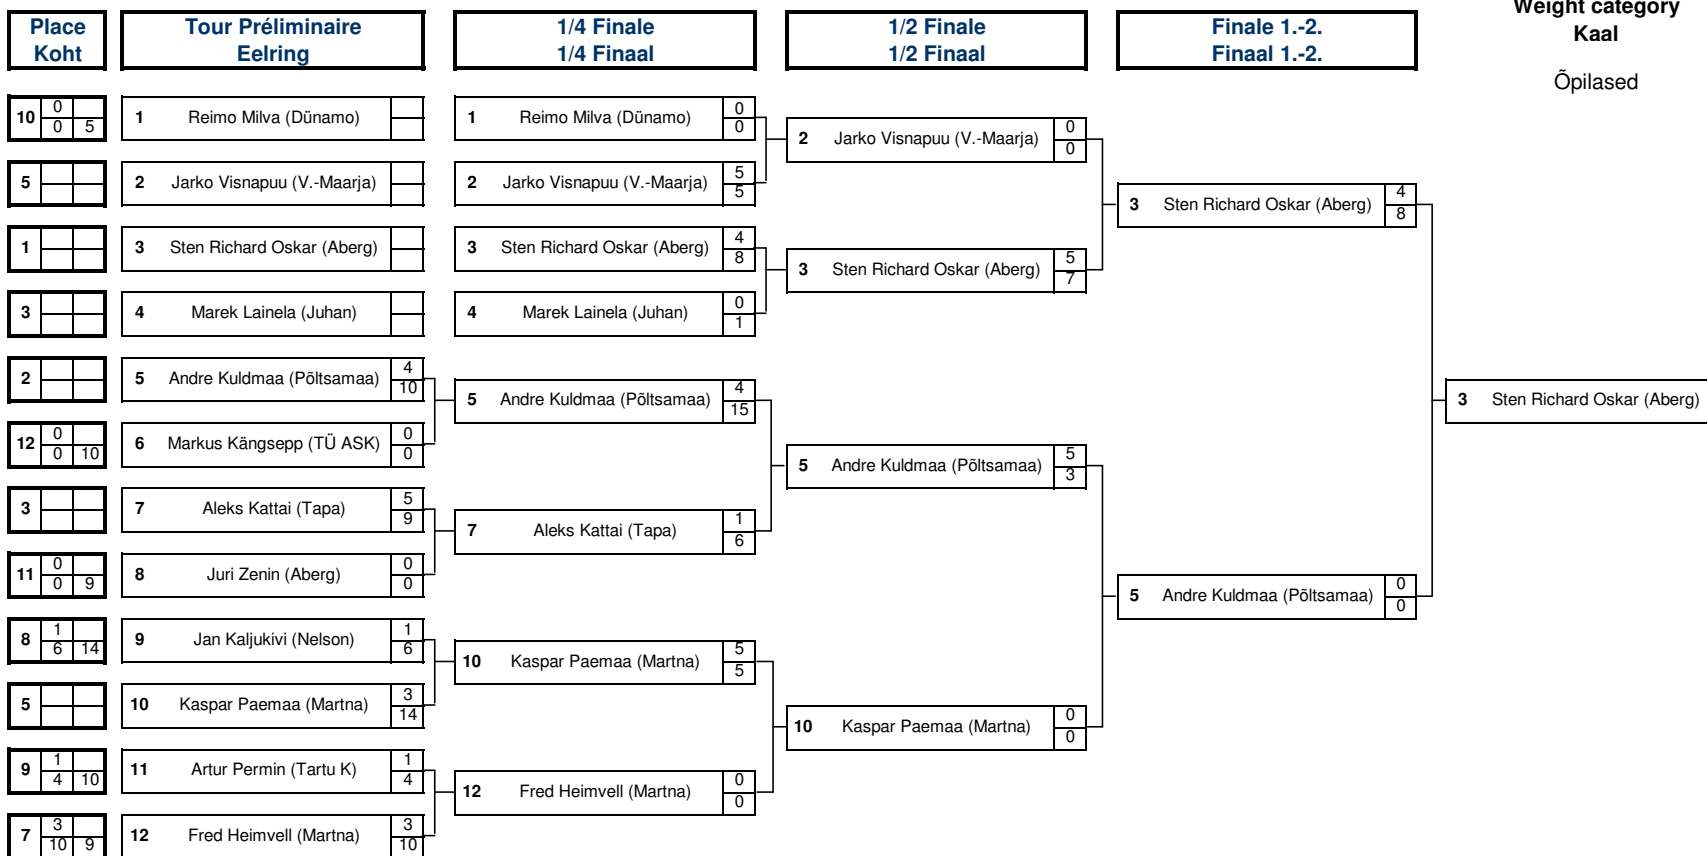 Weight category
Kaal
Õpilased
Place Tour Préliminaire 1/4 Finale 1/2 Finale Finale 1.-2.
Koht Eelring 1/4 Finaal 1/2 Finaal Finaal 1.-2.
10 0 0 5 1 Reimo Milva (Dünamo) 1 Reimo Milva (Dünamo) 0 0
2 Jarko Visnapuu (V.-Maarja) 0 0
5 2 Jarko Visnapuu (V.-Maarja) 2 Jarko Visnapuu (V.-Maarja) 5 5
3 Sten Richard Oskar (Aberg) 4 8
1 3 Sten Richard Oskar (Aberg) 3 Sten Richard Oskar (Aberg) 4 8
3 Sten Richard Oskar (Aberg) 5 7
3 4 Marek Lainela (Juhan) 4 Marek Lainela (Juhan) 0 1
2 5 Andre Kuldmaa (Põltsamaa) 4 10
5 Andre Kuldmaa (Põltsamaa) 4 15
3 Sten Richard Oskar (Aberg)
12 0 0 10 6 Markus Kängsepp (TÜ ASK) 0 0
5 Andre Kuldmaa (Põltsamaa) 5 3
3 7 Aleks Kattai (Tapa) 5 9
7 Aleks Kattai (Tapa) 1 6
11 0 0 9 8 Juri Zenin (Aberg) 0 0
5 Andre Kuldmaa (Põltsamaa) 0 0
8 1 6 14 9 Jan Kaljukivi (Nelson) 1 6
10 Kaspar Paemaa (Martna) 5 5
5 10 Kaspar Paemaa (Martna) 3 14
10 Kaspar Paemaa (Martna) 0 0
9 1 4 10 11 Artur Permin (Tartu K) 1 4
12 Fred Heimvell (Martna) 0 0
7 3 10 9 12 Fred Heimvell (Martna) 3 10